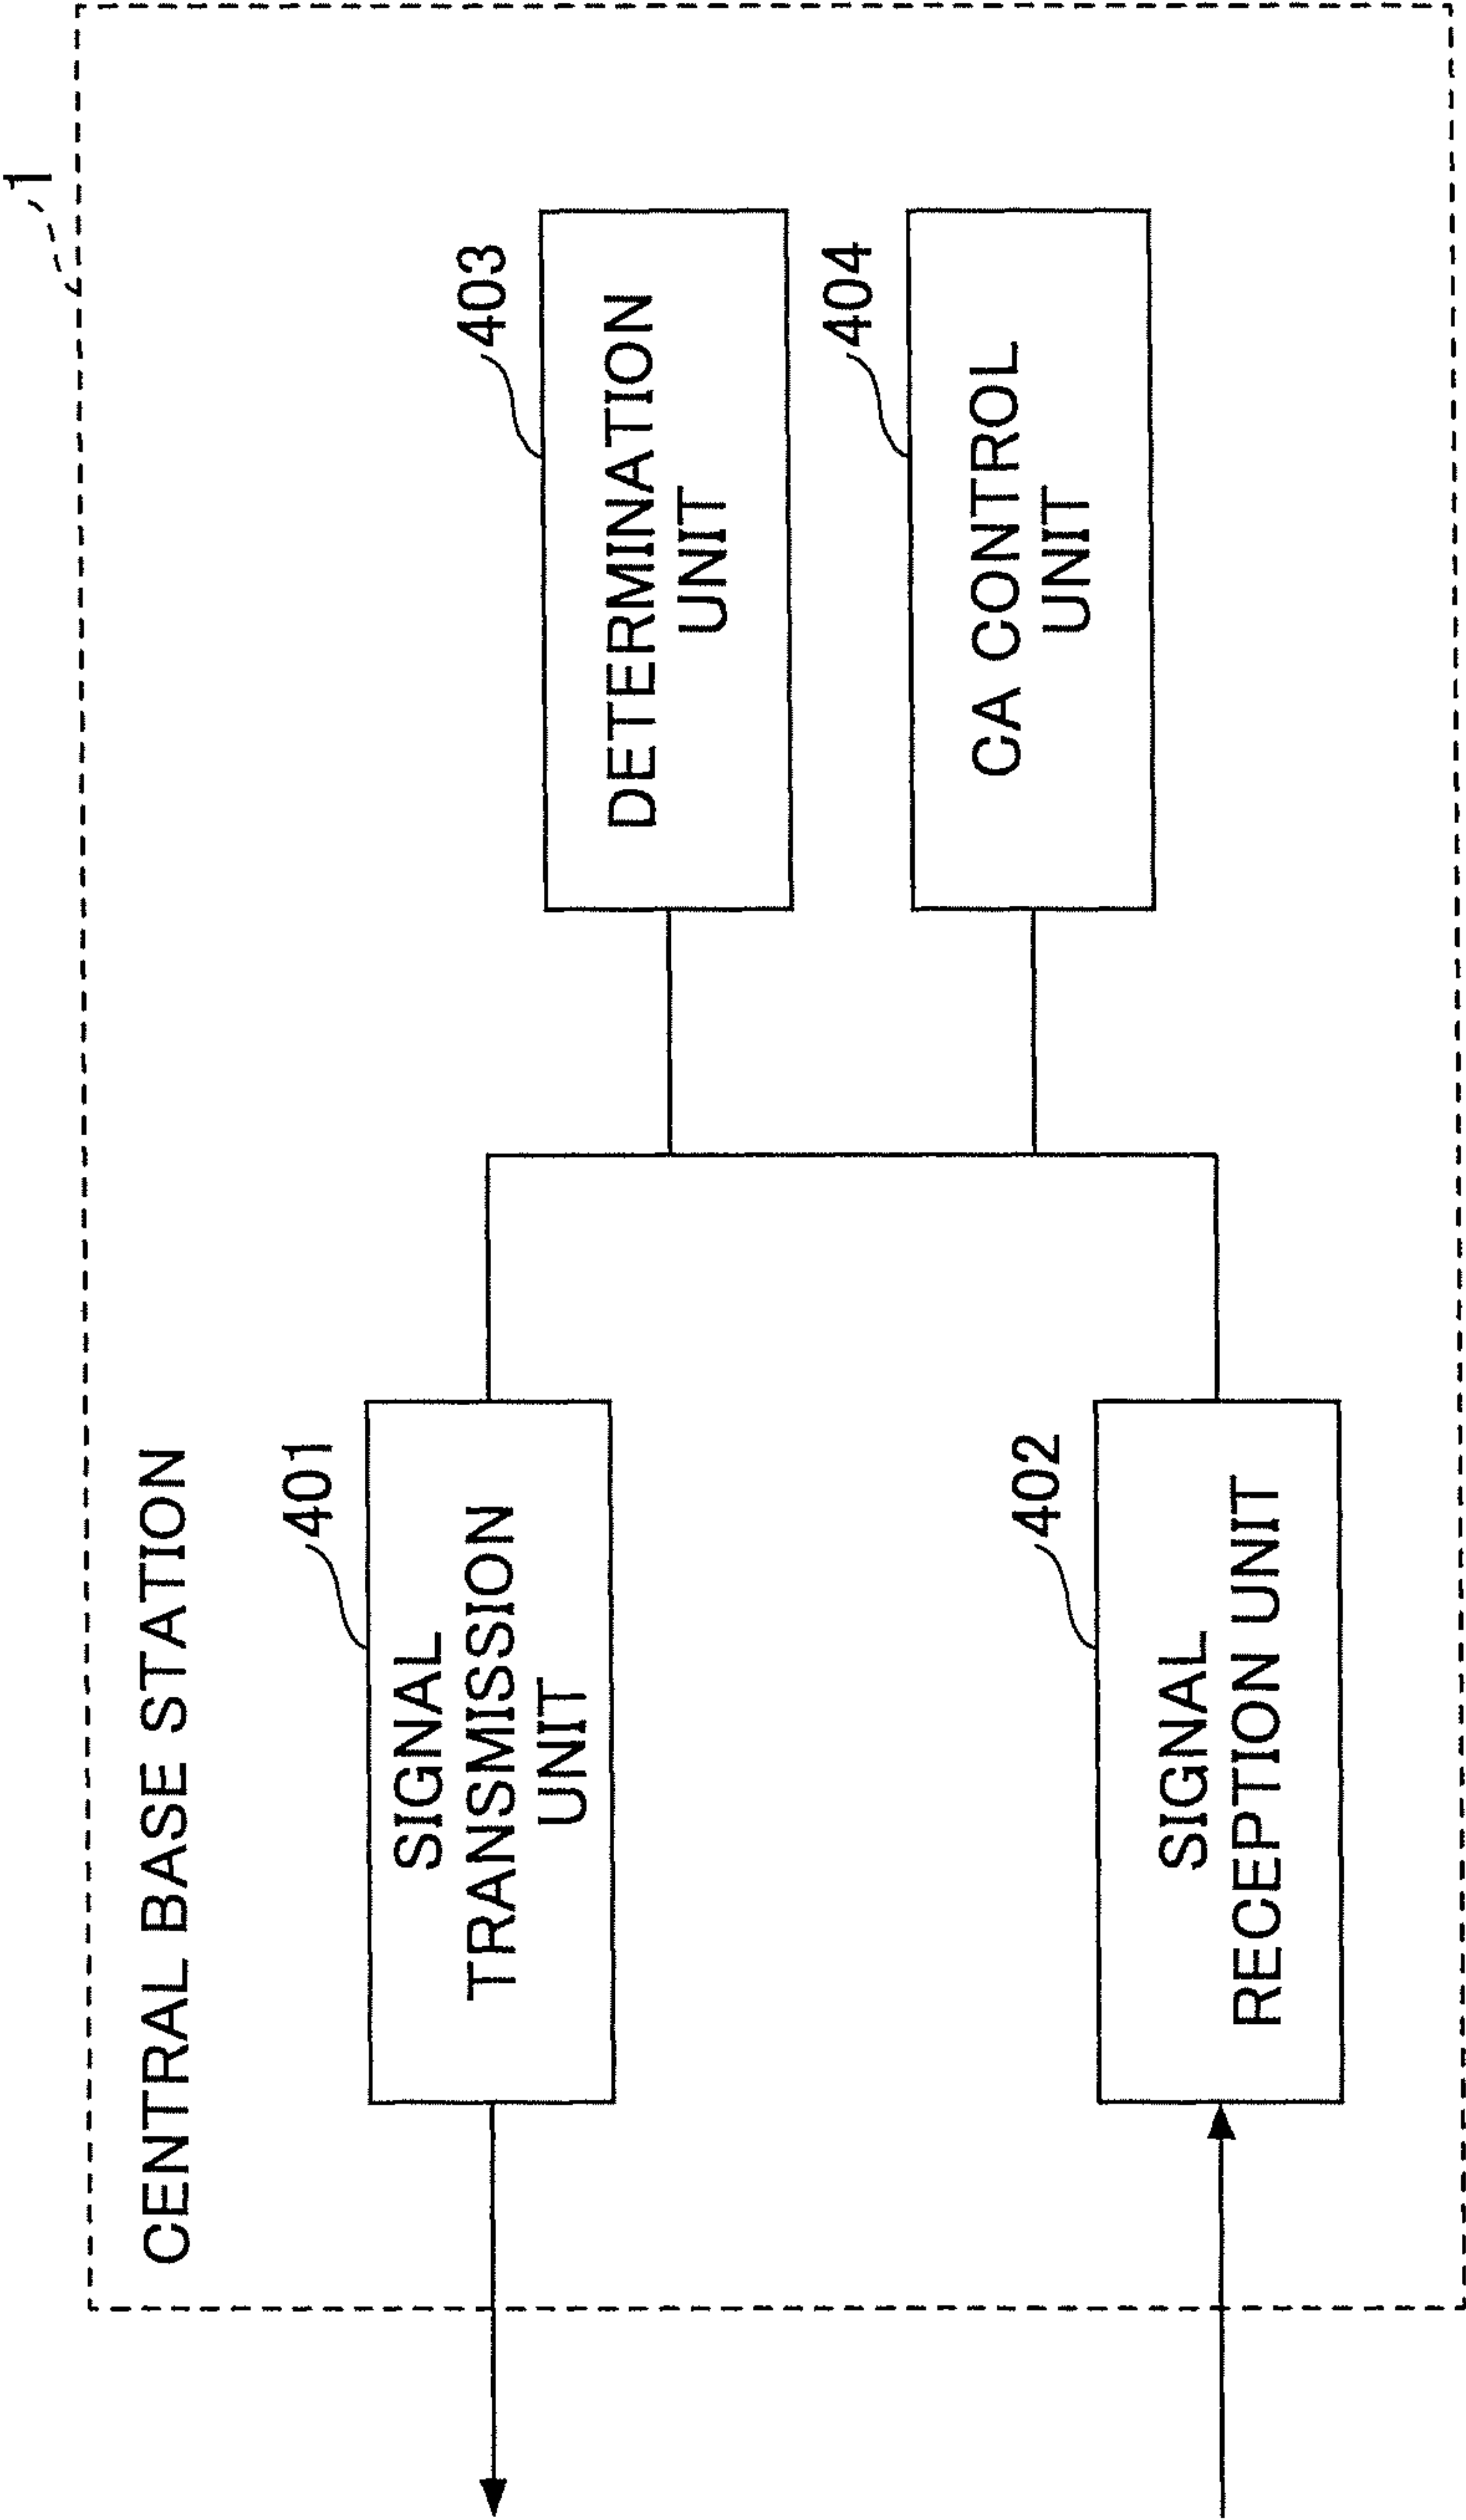 1
CENTRAL BASE STATION
401
SIGNAL
TRANSMISSION
UNIT
403
DETERMINATION
UNIT
404
CA CONTROL
UNIT
402
SIGNAL
RECEPTION UNIT